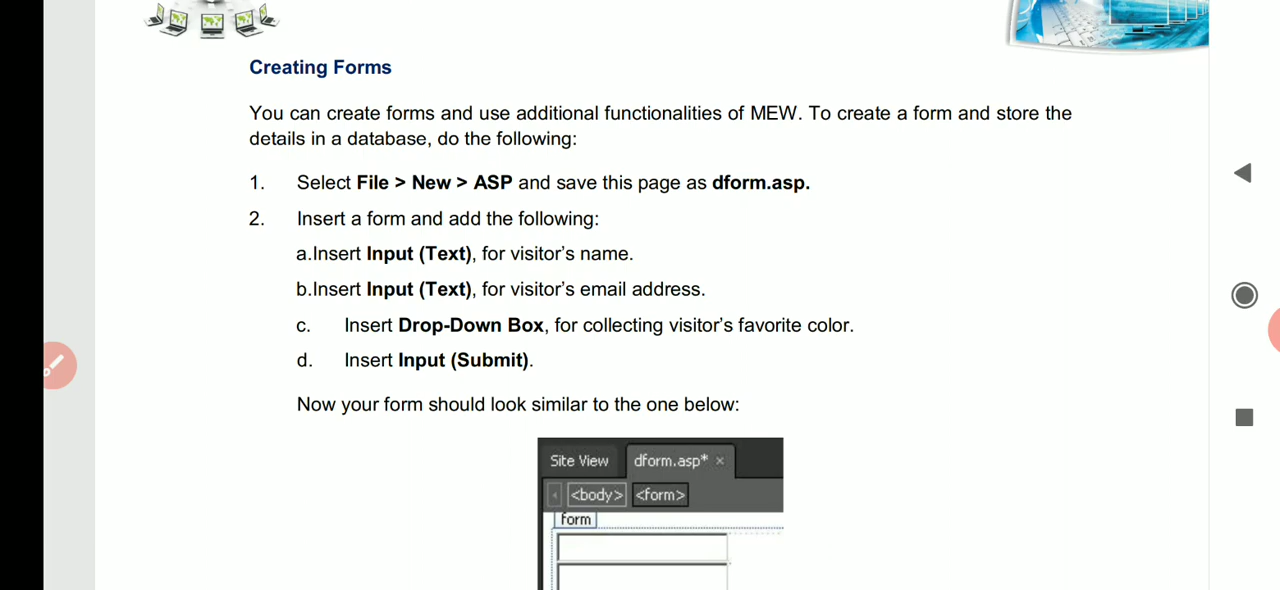 Creating Forms
You can create forms and use additional functionalities of MEW. To create a form and store the
details in a database, do the following:
1. Select File > New > ASP and save this page as dform.asp.
2. Insert a form and add the following:
a.Insert Input (Text), for visitor’s name.
b.Insert Input (Text), for visitor’s email address.
c. Insert Drop-Down Box, for collecting visitor’s favorite color.
d. Insert Input (Submit).
Now your form should look similar to the one below:
Site View dform.asp* ×
<body> <form>
form